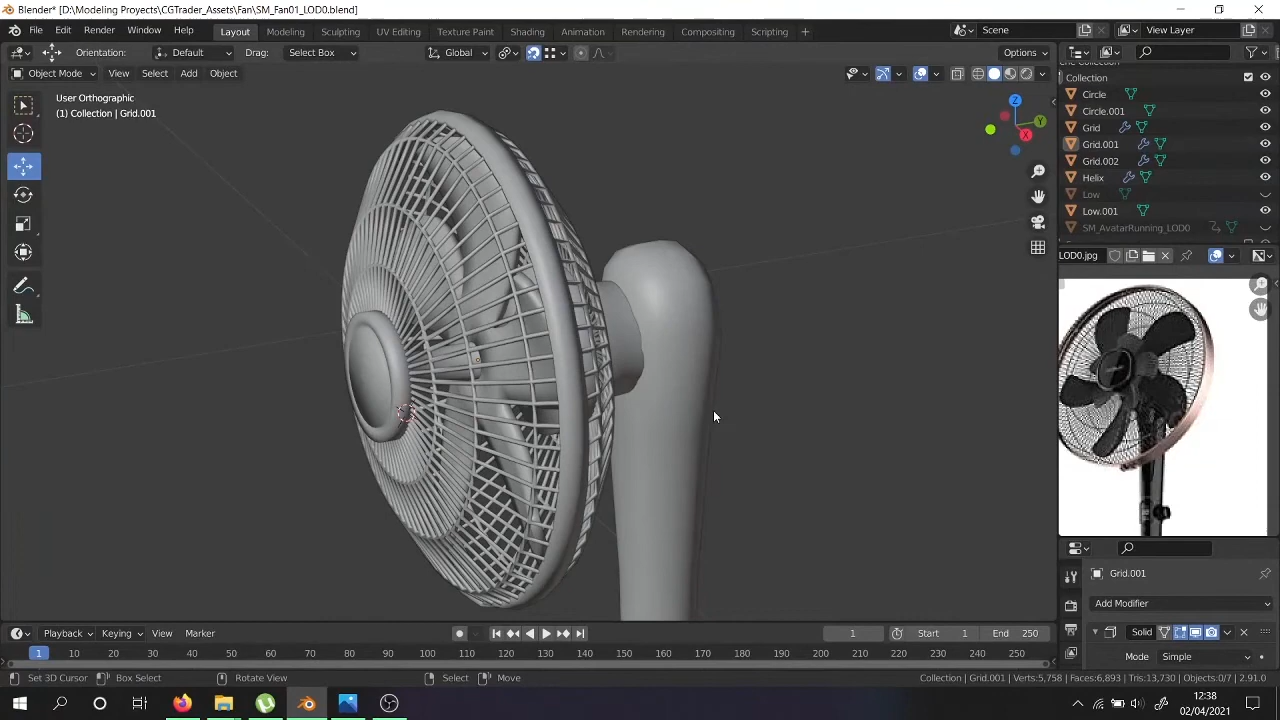 Blender* [D:\Modeling Proyects\CGTrader_Assets\Fan\SM_Fan01_LOD0.blend]
File Edit Render Window Help Layout Modeling Sculpting UV Editing Texture Paint Shading Animation Rendering Compositing Scripting + Scene View Layer
Orientation: Default Drag: Select Box Global Options
Object Mode View Select Add Object
User Orthographic
(1) Collection | Grid.001
Z
Y
X
Collection
Circle
Circle.001
Grid
Grid.001
Grid.002
Helix
Low
Low.001
SM_AvatarRunning_LOD0
LOD0.jpg
Grid.001
Add Modifier
Solid
Mode Simple
Playback Keying View Marker 1 Start 1 End 250
1 10 20 30 40 50 60 70 80 90 100 110 120 130 140 150 160 170 180 190 200 210 220 230 240 250
Set 3D Cursor Box Select Rotate View Select Move Collection | Grid.001 | Verts:5,758 | Faces:6,893 | Tris:13,730 | Objects:0/7 | 2.91.0
12:38
02/04/2021